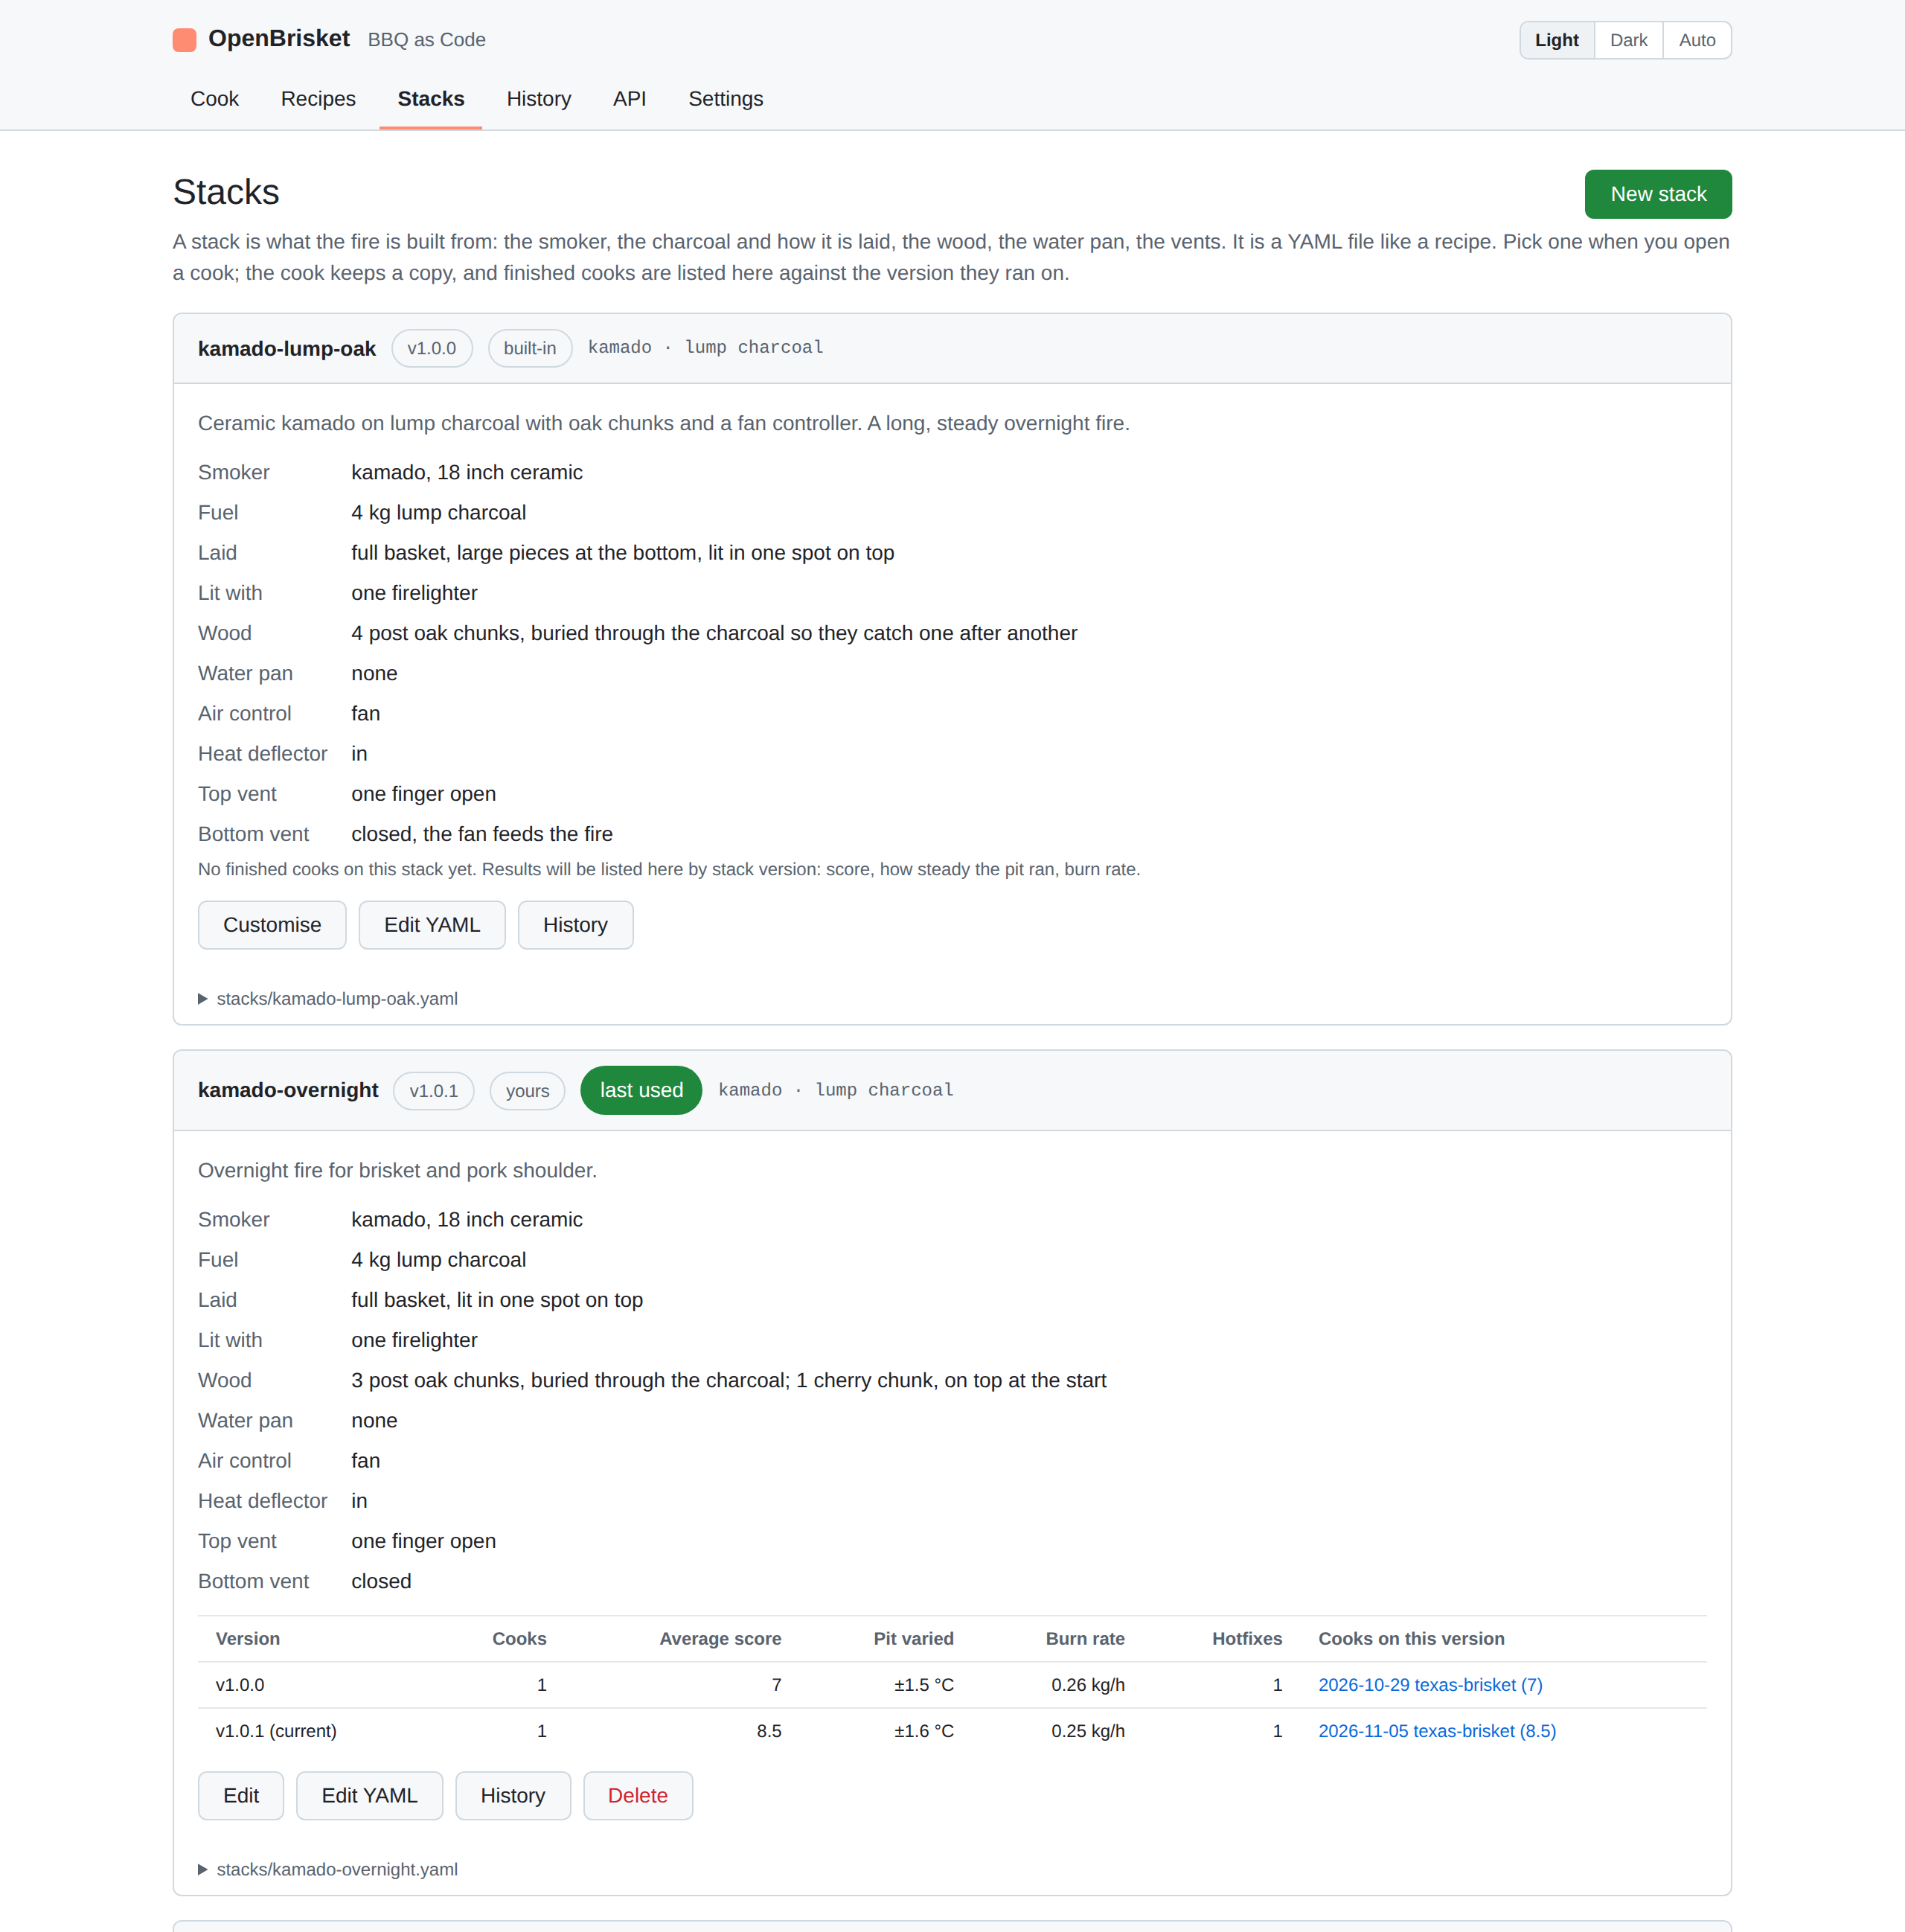 OpenBrisket BBQ as Code
Light Dark Auto
Cook Recipes Stacks History API Settings
Stacks
New stack
A stack is what the fire is built from: the smoker, the charcoal and how it is laid, the wood, the water pan, the vents. It is a YAML file like a recipe. Pick one when you open
a cook; the cook keeps a copy, and finished cooks are listed here against the version they ran on.
kamado-lump-oak v1.0.0 built-in kamado · lump charcoal
Ceramic kamado on lump charcoal with oak chunks and a fan controller. A long, steady overnight fire.
Smoker kamado, 18 inch ceramic
Fuel 4 kg lump charcoal
Laid full basket, large pieces at the bottom, lit in one spot on top
Lit with one firelighter
Wood 4 post oak chunks, buried through the charcoal so they catch one after another
Water pan none
Air control fan
Heat deflector in
Top vent one finger open
Bottom vent closed, the fan feeds the fire
No finished cooks on this stack yet. Results will be listed here by stack version: score, how steady the pit ran, burn rate.
Customise Edit YAML History
stacks/kamado-lump-oak.yaml
kamado-overnight v1.0.1 yours last used kamado · lump charcoal
Overnight fire for brisket and pork shoulder.
Smoker kamado, 18 inch ceramic
Fuel 4 kg lump charcoal
Laid full basket, lit in one spot on top
Lit with one firelighter
Wood 3 post oak chunks, buried through the charcoal; 1 cherry chunk, on top at the start
Water pan none
Air control fan
Heat deflector in
Top vent one finger open
Bottom vent closed
Version Cooks Average score Pit varied Burn rate Hotfixes Cooks on this version
v1.0.0 1 7 ±1.5 °C 0.26 kg/h 1 2026-10-29 texas-brisket (7)
v1.0.1 (current) 1 8.5 ±1.6 °C 0.25 kg/h 1 2026-11-05 texas-brisket (8.5)
Edit Edit YAML History Delete
stacks/kamado-overnight.yaml